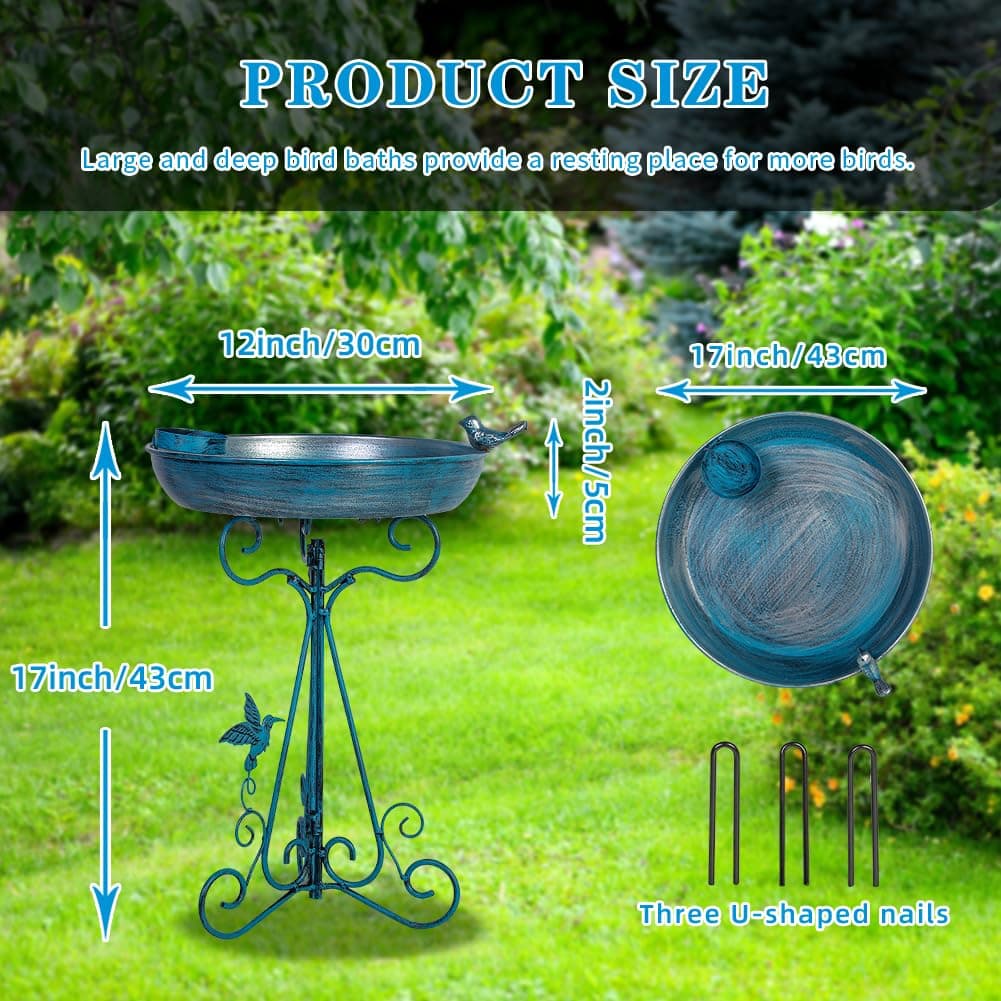 PRODUCT SIZE
Large and deep bird baths provide a resting place for more birds.
12inch/30cm
17inch/43cm
2inch/5cm
17inch/43cm
Three U-shaped nails